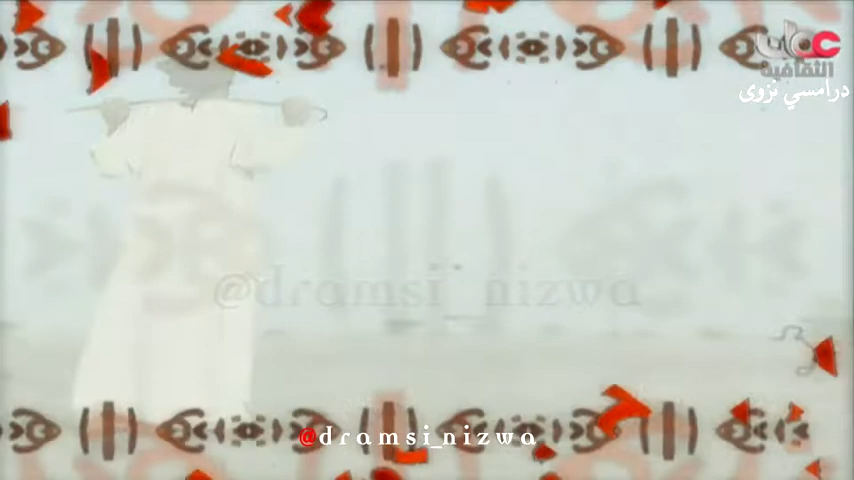 عمان
الثقافية
درامسي نزوى
@dramsi_nizwa
@dramsi_nizwa